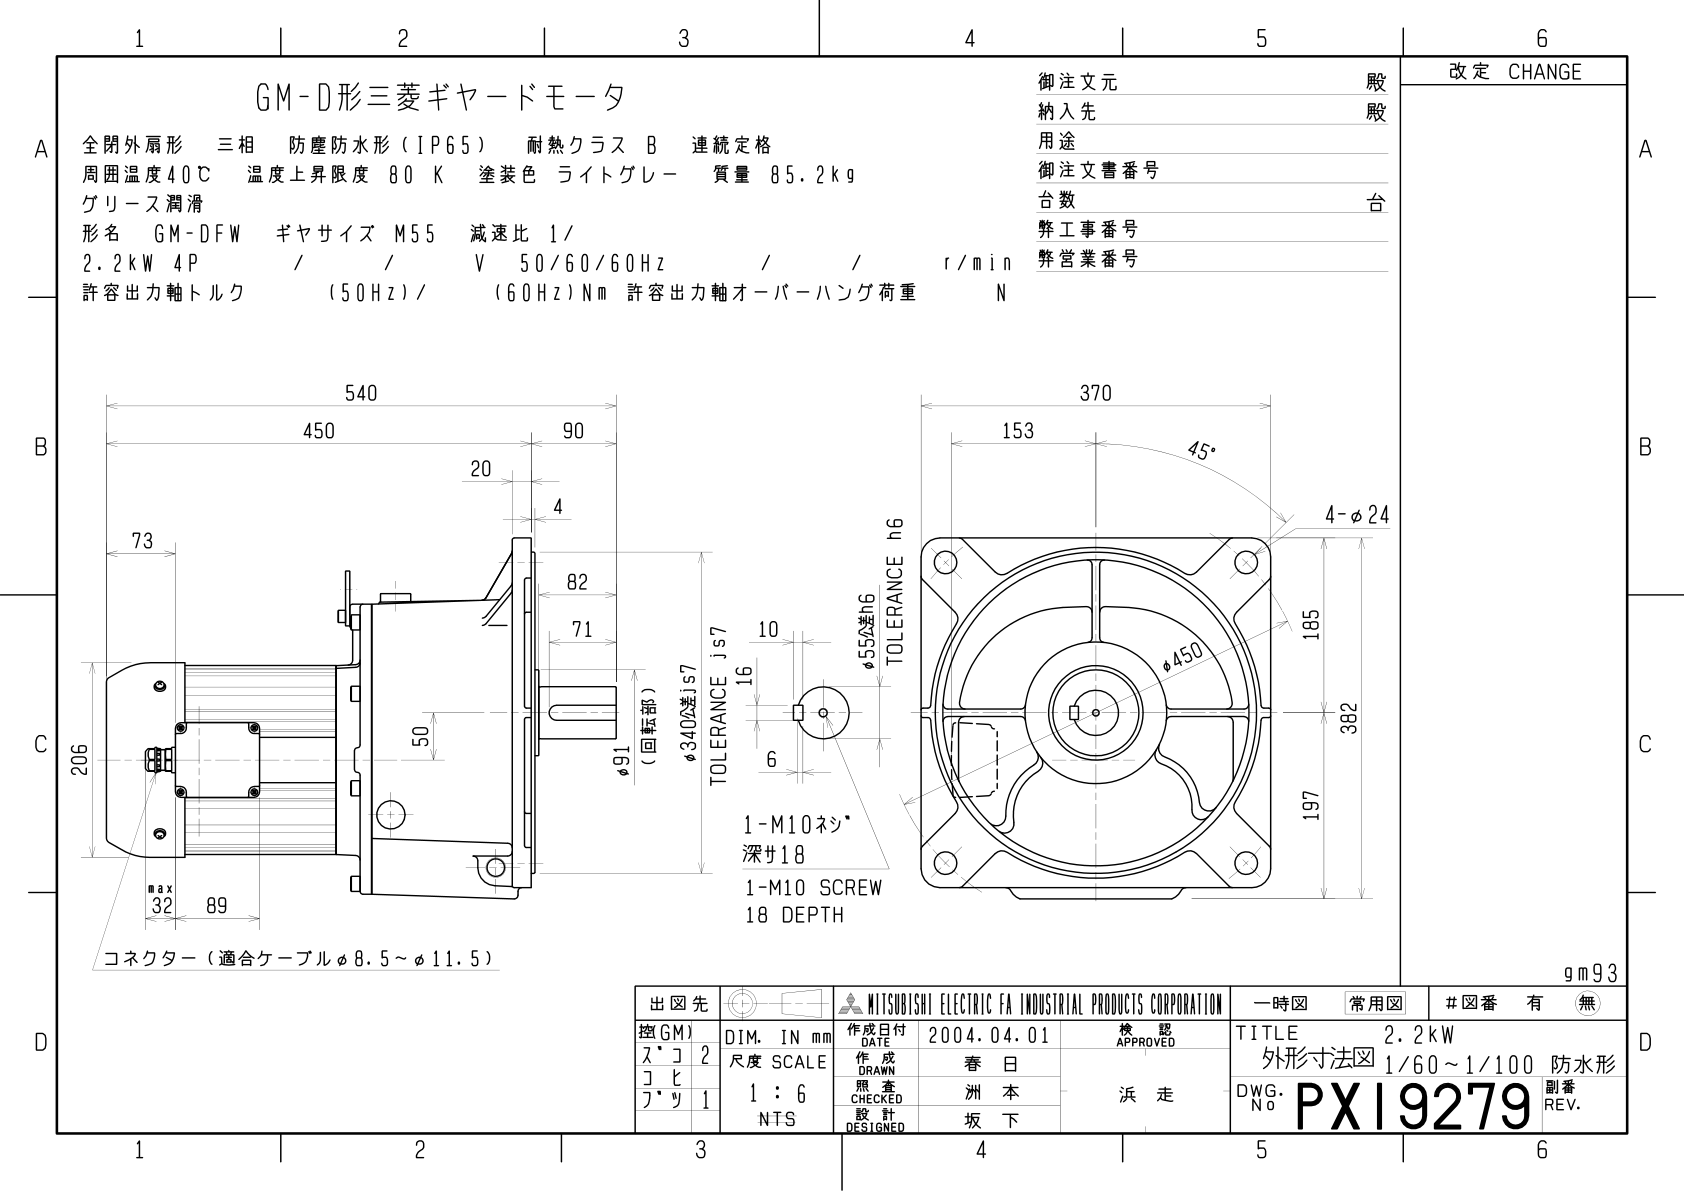 1 2 3 4 5 6
改定 CHANGE
GM-D形三菱ギヤードモータ
全閉外扇形 三相 防塵防水形(IP65) 耐熱クラス B 連続定格
周囲温度40℃ 温度上昇限度 80 K 塗装色 ライトグレー 質量 85.2kg
グリース潤滑
形名 GM-DFW ギヤサイズ M55 減速比 1/
2.2kW 4P / / V 50/60/60Hz / / r/min
許容出力軸トルク (50Hz)/ (60Hz)Nm 許容出力軸オーバーハング荷重 N
御注文元 殿
納入先 殿
用途
御注文書番号
台数 台
弊工事番号
弊営業番号
A A
B B
C C
D D
540
450 90
20
4
73
82
71
206
50
φ91
(回転部)
φ340公差js7
TOLERANCE js7
max
32 89
コネクター(適合ケーブルφ8.5~φ11.5)
10
16
6
φ55公差h6
TOLERANCE h6
1-M10ネジ
深サ18
1-M10 SCREW
18 DEPTH
370
153
45°
4-φ24
φ450
185
382
197
gm93
出図先
控(GM)
ズコ 2
コヒ
ブツ 1
DIM. IN mm
尺度 SCALE
1 : 6
NTS
MITSUBISHI ELECTRIC FA INDUSTRIAL PRODUCTS CORPORATION
作成日付 DATE 2004.04.01
作成 DRAWN 春日
照査 CHECKED 洲本
設計 DESIGNED 坂下
検認 APPROVED
浜走
一時図 常用図 #図番 有 無
TITLE 2.2kW
外形寸法図 1/60~1/100 防水形
DWG. No PX19279 副番 REV.
1 2 3 4 5 6